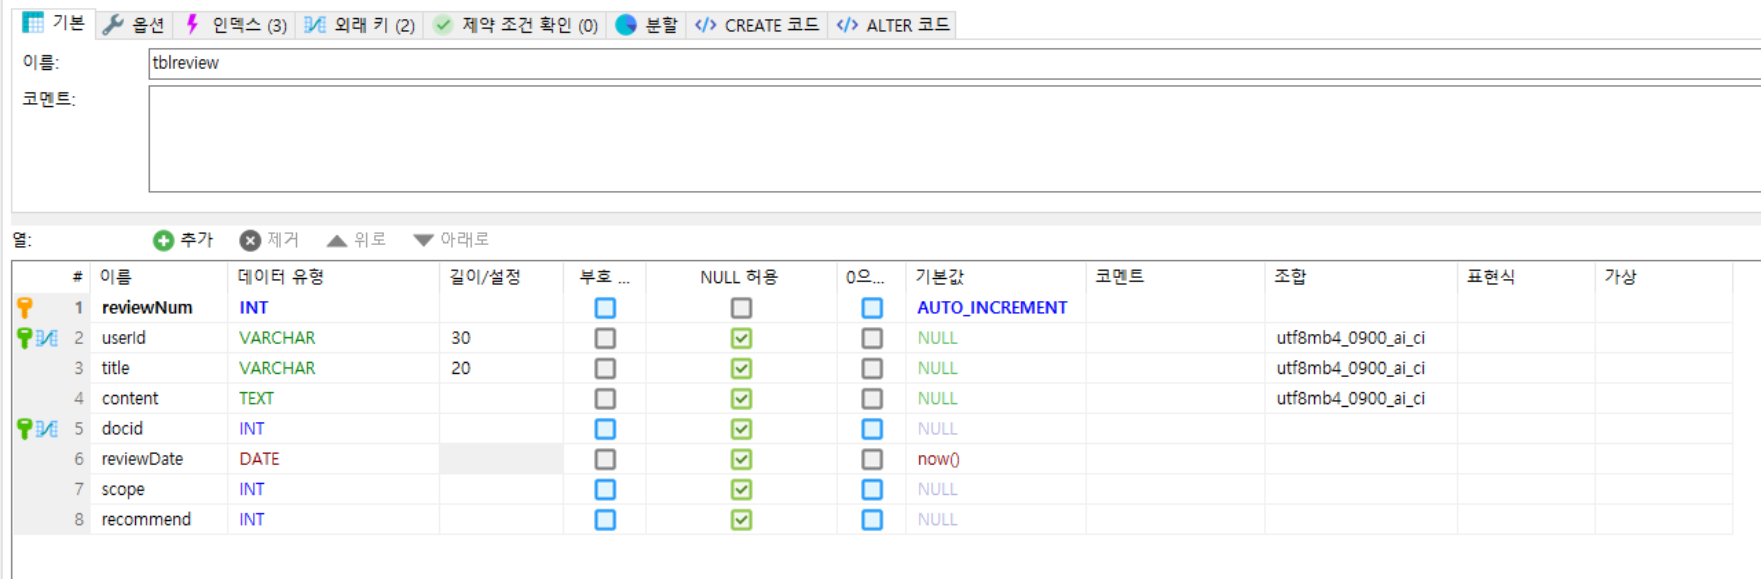 기본 옵션 인덱스 (3) 외래 키 (2) 제약 조건 확인 (0) 분할 </> CREATE 코드 </> ALTER 코드
이름: tblreview
코멘트:
열: 추가 제거 위로 아래로
# 이름 데이터 유형 길이/설정 부호 ... NULL 허용 0으... 기본값 코멘트 조합 표현식 가상
1 reviewNum INT AUTO_INCREMENT
2 userId VARCHAR 30 NULL utf8mb4_0900_ai_ci
3 title VARCHAR 20 NULL utf8mb4_0900_ai_ci
4 content TEXT NULL utf8mb4_0900_ai_ci
5 docid INT NULL
6 reviewDate DATE now()
7 scope INT NULL
8 recommend INT NULL